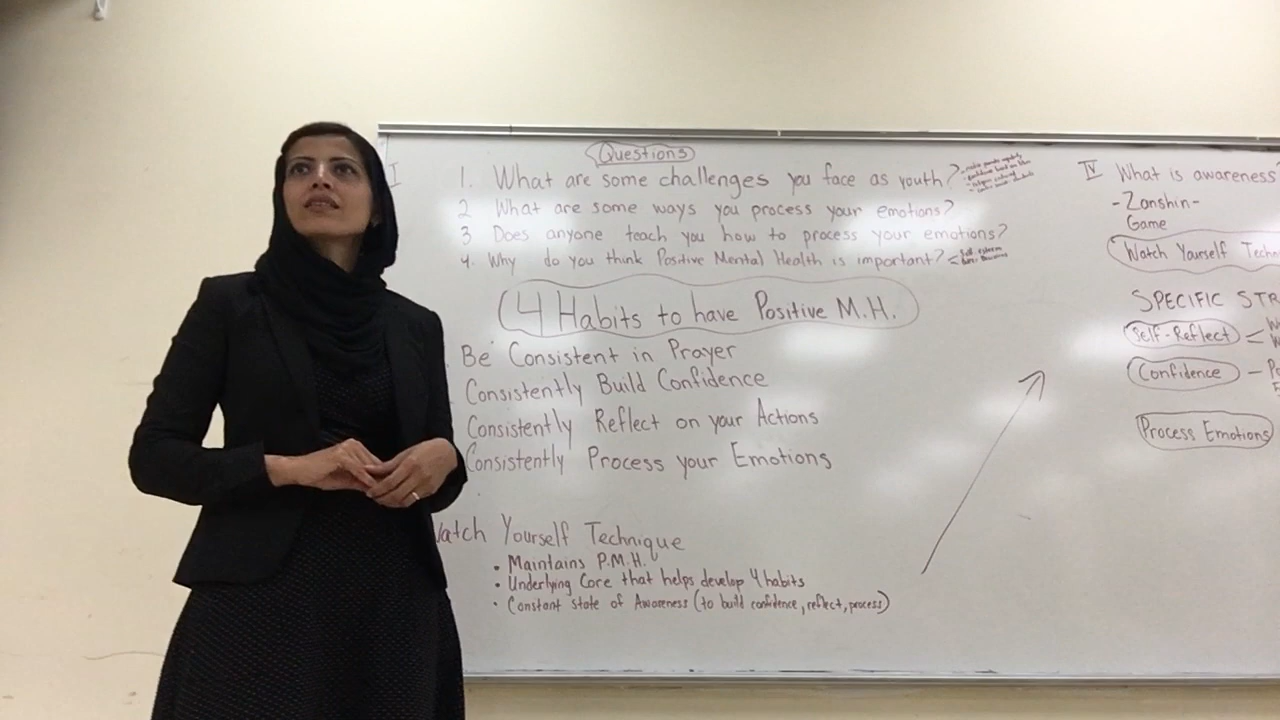 I
Questions
1. What are some challenges you face as youth?
2 What are some ways you process your emotions?
3 Does anyone teach you how to process your emotions?
4. Why do you think Positive Mental Health is important?
4 Habits to have Positive M.H.
Be Consistent in Prayer
Consistently Build Confidence
Consistently Reflect on your Actions
Consistently Process your Emotions
Watch Yourself Technique
• Maintains P.M.H.
• Underlying Core that helps develop 4 habits
• Constant State of Awareness (to build confidence, reflect, process)
IV What is awareness
- Zanshin -
Game
Watch Yourself
SPECIFIC
Self-Reflect
Confidence
Process Emotions